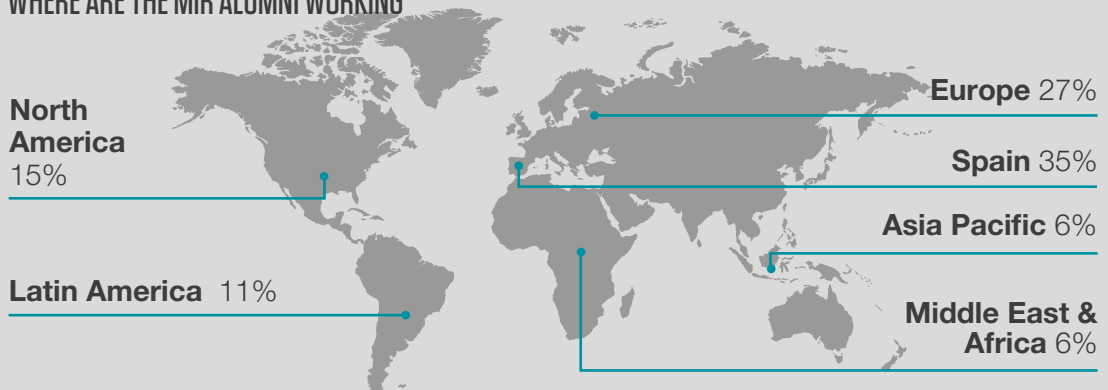 WHERE ARE THE MIR ALUMNI WORKING
North
America
15%
Latin America 11%
Europe 27%
Spain 35%
Asia Pacific 6%
Middle East &
Africa 6%